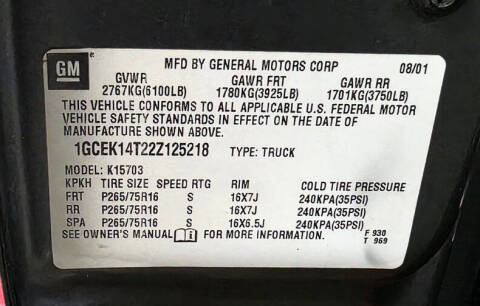 GM
MFD BY GENERAL MOTORS CORP 08/01
GVWR GAWR FRT GAWR RR
2767KG(6100LB) 1780KG(3925LB) 1701KG(3750LB)
THIS VEHICLE CONFORMS TO ALL APPLICABLE U.S. FEDERAL MOTOR
VEHICLE SAFETY STANDARDS IN EFFECT ON THE DATE OF
MANUFACTURE SHOWN ABOVE.
1GCEK14T22Z125218 TYPE: TRUCK
MODEL: K15703
KPKH TIRE SIZE SPEED RTG RIM COLD TIRE PRESSURE
FRT P265/75R16 S 16X7J 240KPA(35PSI)
RR P265/75R16 S 16X7J 240KPA(35PSI)
SPA P265/75R16 S 16X6.5J 240KPA(35PSI)
SEE OWNER'S MANUAL FOR MORE INFORMATION. F 930
T 969